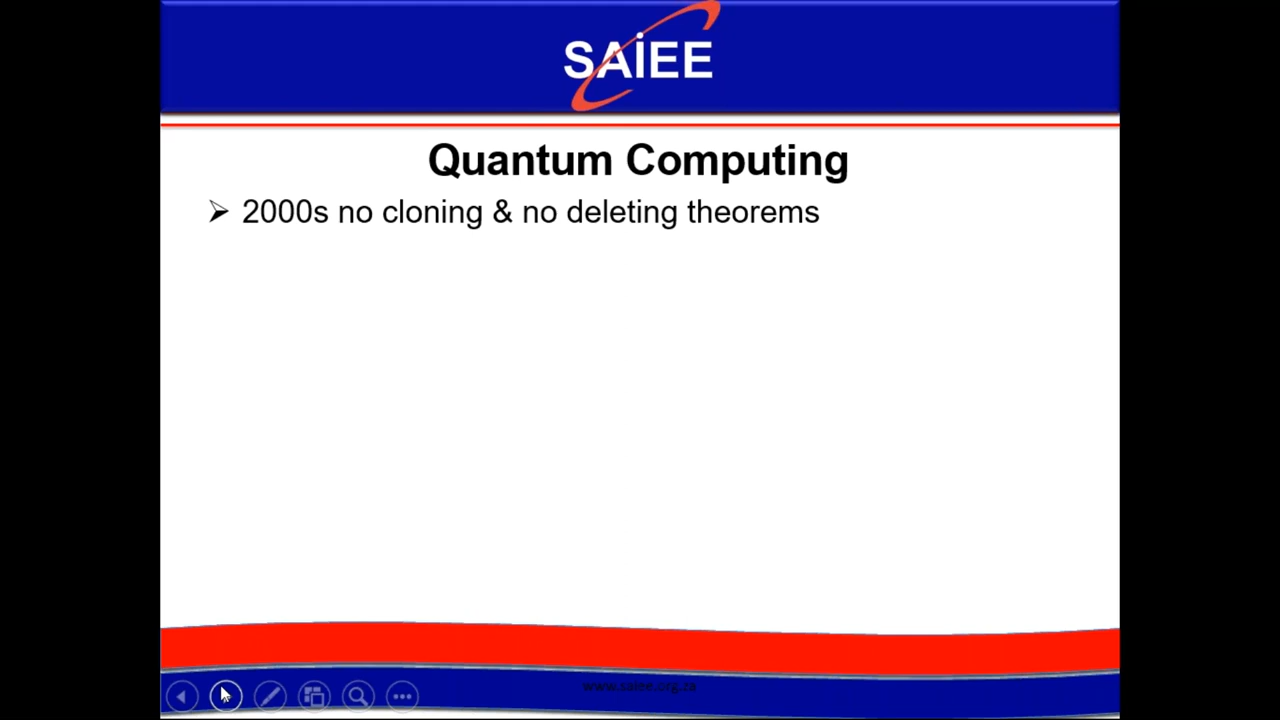 SAiEE
Quantum Computing
➢ 2000s no cloning & no deleting theorems
www.saiee.org.za